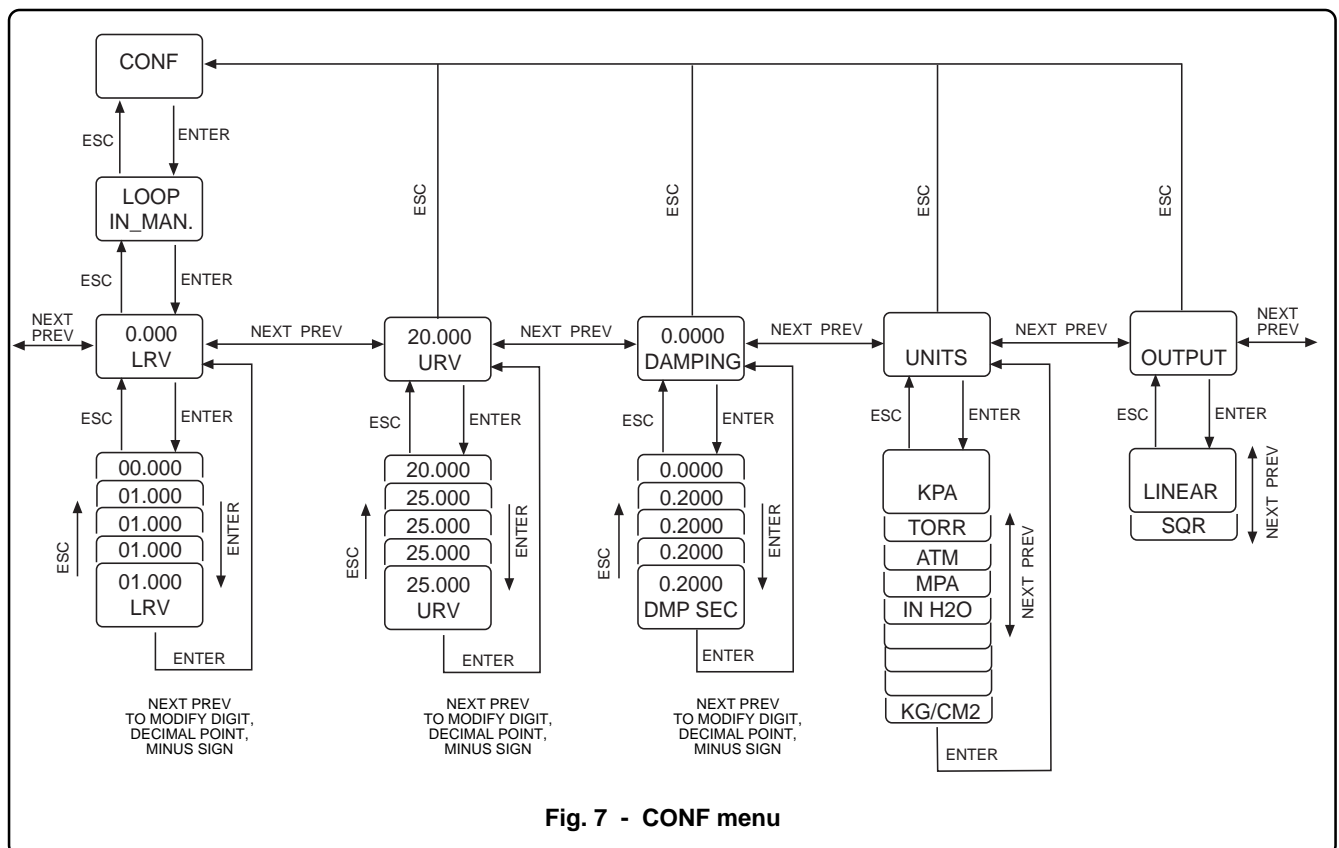 CONF
ESC
ENTER
LOOP
IN_MAN.
ESC
ENTER
NEXT
PREV
0.000
LRV
NEXT PREV
20.000
URV
NEXT PREV
0.0000
DAMPING
NEXT PREV
UNITS
NEXT PREV
OUTPUT
NEXT
PREV
ESC
ESC
ESC
ESC
ESC
ENTER
00.000
01.000
01.000
01.000
01.000
LRV
ESC
ENTER
ENTER
NEXT PREV
TO MODIFY DIGIT,
DECIMAL POINT,
MINUS SIGN
ESC
ENTER
20.000
25.000
25.000
25.000
25.000
URV
ESC
ENTER
ENTER
NEXT PREV
TO MODIFY DIGIT,
DECIMAL POINT,
MINUS SIGN
ESC
ENTER
0.0000
0.2000
0.2000
0.2000
0.2000
DMP SEC
ESC
ENTER
ENTER
NEXT PREV
TO MODIFY DIGIT,
DECIMAL POINT,
MINUS SIGN
ESC
ENTER
KPA
TORR
ATM
MPA
IN H2O
KG/CM2
NEXT PREV
ENTER
ESC
ENTER
LINEAR
SQR
NEXT PREV
Fig. 7 - CONF menu